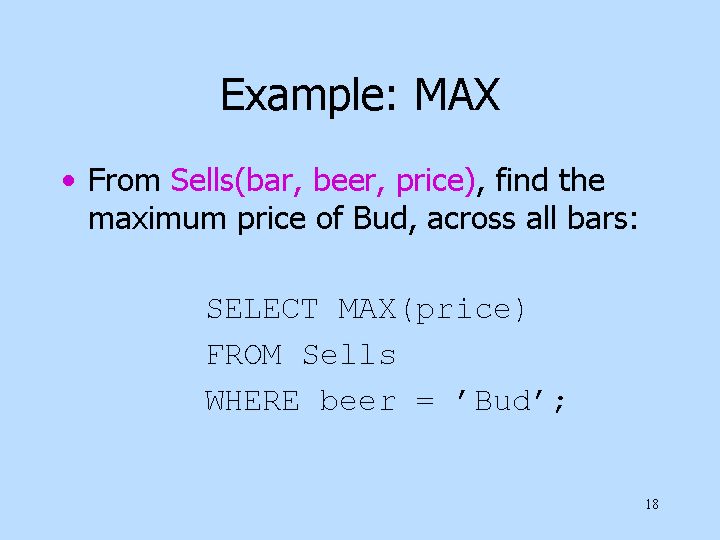 Example: MAX
• From Sells(bar, beer, price), find the
maximum price of Bud, across all bars:
SELECT MAX(price)
FROM Sells
WHERE beer = ’Bud’;
18